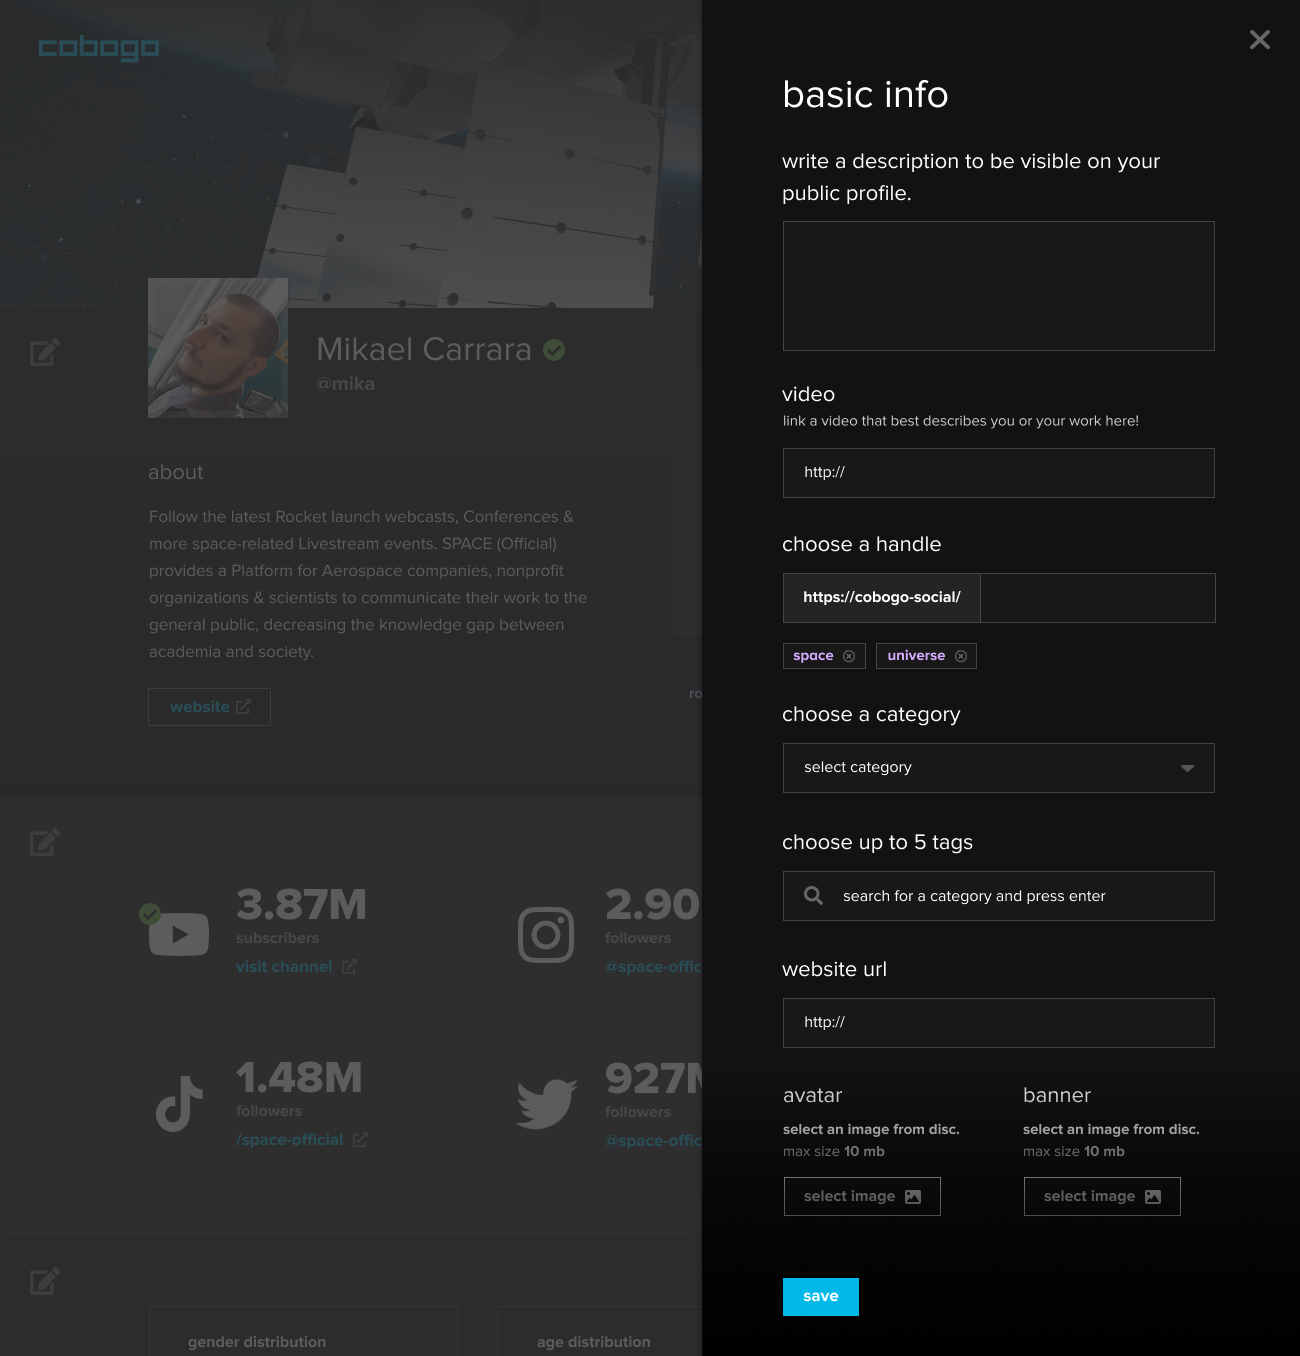 cobogo
Mikael Carrara
@mika
about
Follow the latest Rocket launch webcasts, Conferences &
more space-related Livestream events. SPACE (Official)
provides a Platform for Aerospace companies, nonprofit
organizations & scientists to communicate their work to the
general public, decreasing the knowledge gap between
academia and society.
website
ro
3.87M
subscribers
visit channel
2.90
followers
@space-offic
1.48M
followers
/space-official
927M
followers
@space-offic
gender distribution
age distribution
basic info
write a description to be visible on your
public profile.
video
link a video that best describes you or your work here!
http://
choose a handle
https://cobogo-social/
space
universe
choose a category
select category
choose up to 5 tags
search for a category and press enter
website url
http://
avatar
select an image from disc.
max size 10 mb
select image
banner
select an image from disc.
max size 10 mb
select image
save